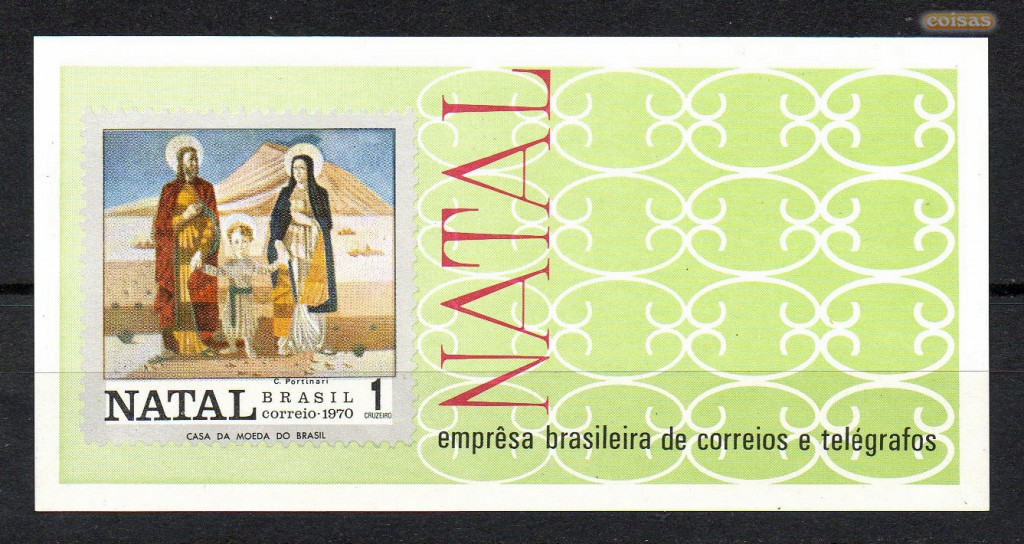 coisas
C. Portinari
NATAL
BRASIL
correio·1970
1
CRUZEIRO
CASA DA MOEDA DO BRASIL
NATAL
emprêsa brasileira de correios e telégrafos